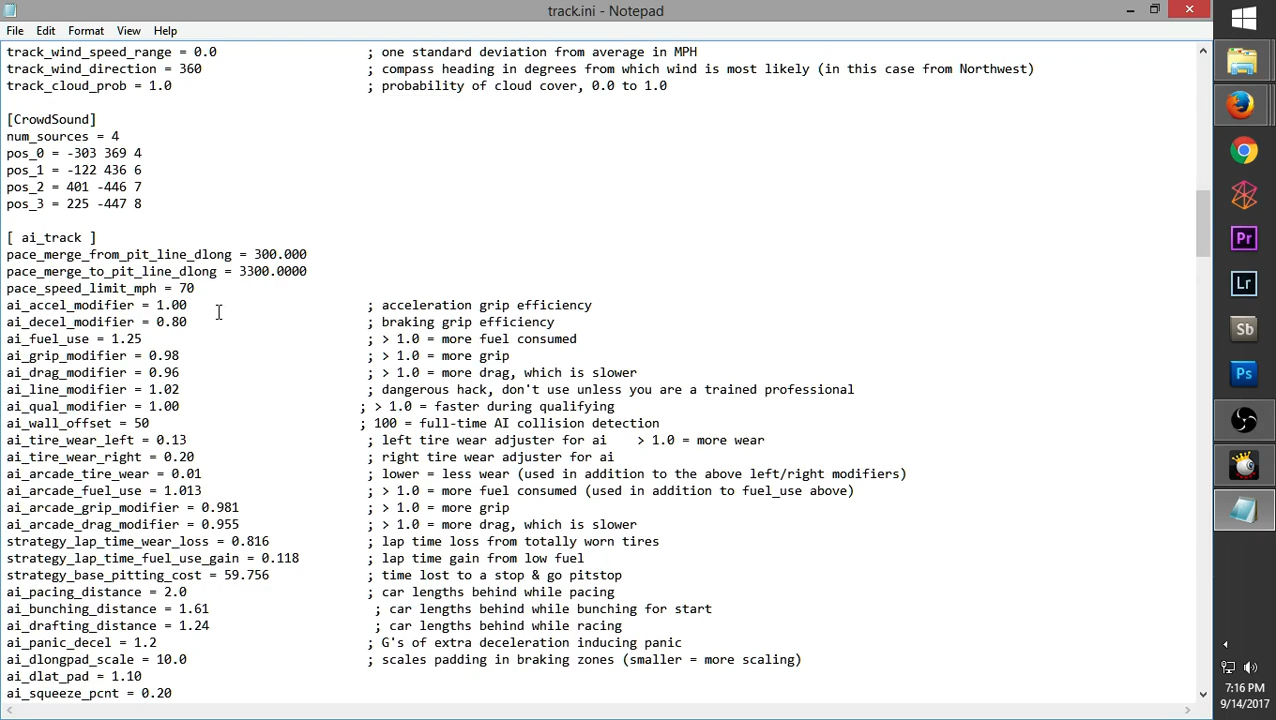 track.ini - Notepad
File Edit Format View Help
track_wind_speed_range = 0.0 ; one standard deviation from average in MPH
track_wind_direction = 360 ; compass heading in degrees from which wind is most likely (in this case from Northwest)
track_cloud_prob = 1.0 ; probability of cloud cover, 0.0 to 1.0
[CrowdSound]
num_sources = 4
pos_0 = -303 369 4
pos_1 = -122 436 6
pos_2 = 401 -446 7
pos_3 = 225 -447 8
[ ai_track ]
pace_merge_from_pit_line_dlong = 300.000
pace_merge_to_pit_line_dlong = 3300.0000
pace_speed_limit_mph = 70
ai_accel_modifier = 1.00 ; acceleration grip efficiency
ai_decel_modifier = 0.80 ; braking grip efficiency
ai_fuel_use = 1.25 ; > 1.0 = more fuel consumed
ai_grip_modifier = 0.98 ; > 1.0 = more grip
ai_drag_modifier = 0.96 ; > 1.0 = more drag, which is slower
ai_line_modifier = 1.02 ; dangerous hack, don't use unless you are a trained professional
ai_qual_modifier = 1.00 ; > 1.0 = faster during qualifying
ai_wall_offset = 50 ; 100 = full-time AI collision detection
ai_tire_wear_left = 0.13 ; left tire wear adjuster for ai > 1.0 = more wear
ai_tire_wear_right = 0.20 ; right tire wear adjuster for ai
ai_arcade_tire_wear = 0.01 ; lower = less wear (used in addition to the above left/right modifiers)
ai_arcade_fuel_use = 1.013 ; > 1.0 = more fuel consumed (used in addition to fuel_use above)
ai_arcade_grip_modifier = 0.981 ; > 1.0 = more grip
ai_arcade_drag_modifier = 0.955 ; > 1.0 = more drag, which is slower
strategy_lap_time_wear_loss = 0.816 ; lap time loss from totally worn tires
strategy_lap_time_fuel_use_gain = 0.118 ; lap time gain from low fuel
strategy_base_pitting_cost = 59.756 ; time lost to a stop & go pitstop
ai_pacing_distance = 2.0 ; car lengths behind while pacing
ai_bunching_distance = 1.61 ; car lengths behind while bunching for start
ai_drafting_distance = 1.24 ; car lengths behind while racing
ai_panic_decel = 1.2 ; G's of extra deceleration inducing panic
ai_dlongpad_scale = 10.0 ; scales padding in braking zones (smaller = more scaling)
ai_dlat_pad = 1.10
ai_squeeze_pcnt = 0.20
Pr
Lr
Sb
Ps
7:16 PM
9/14/2017